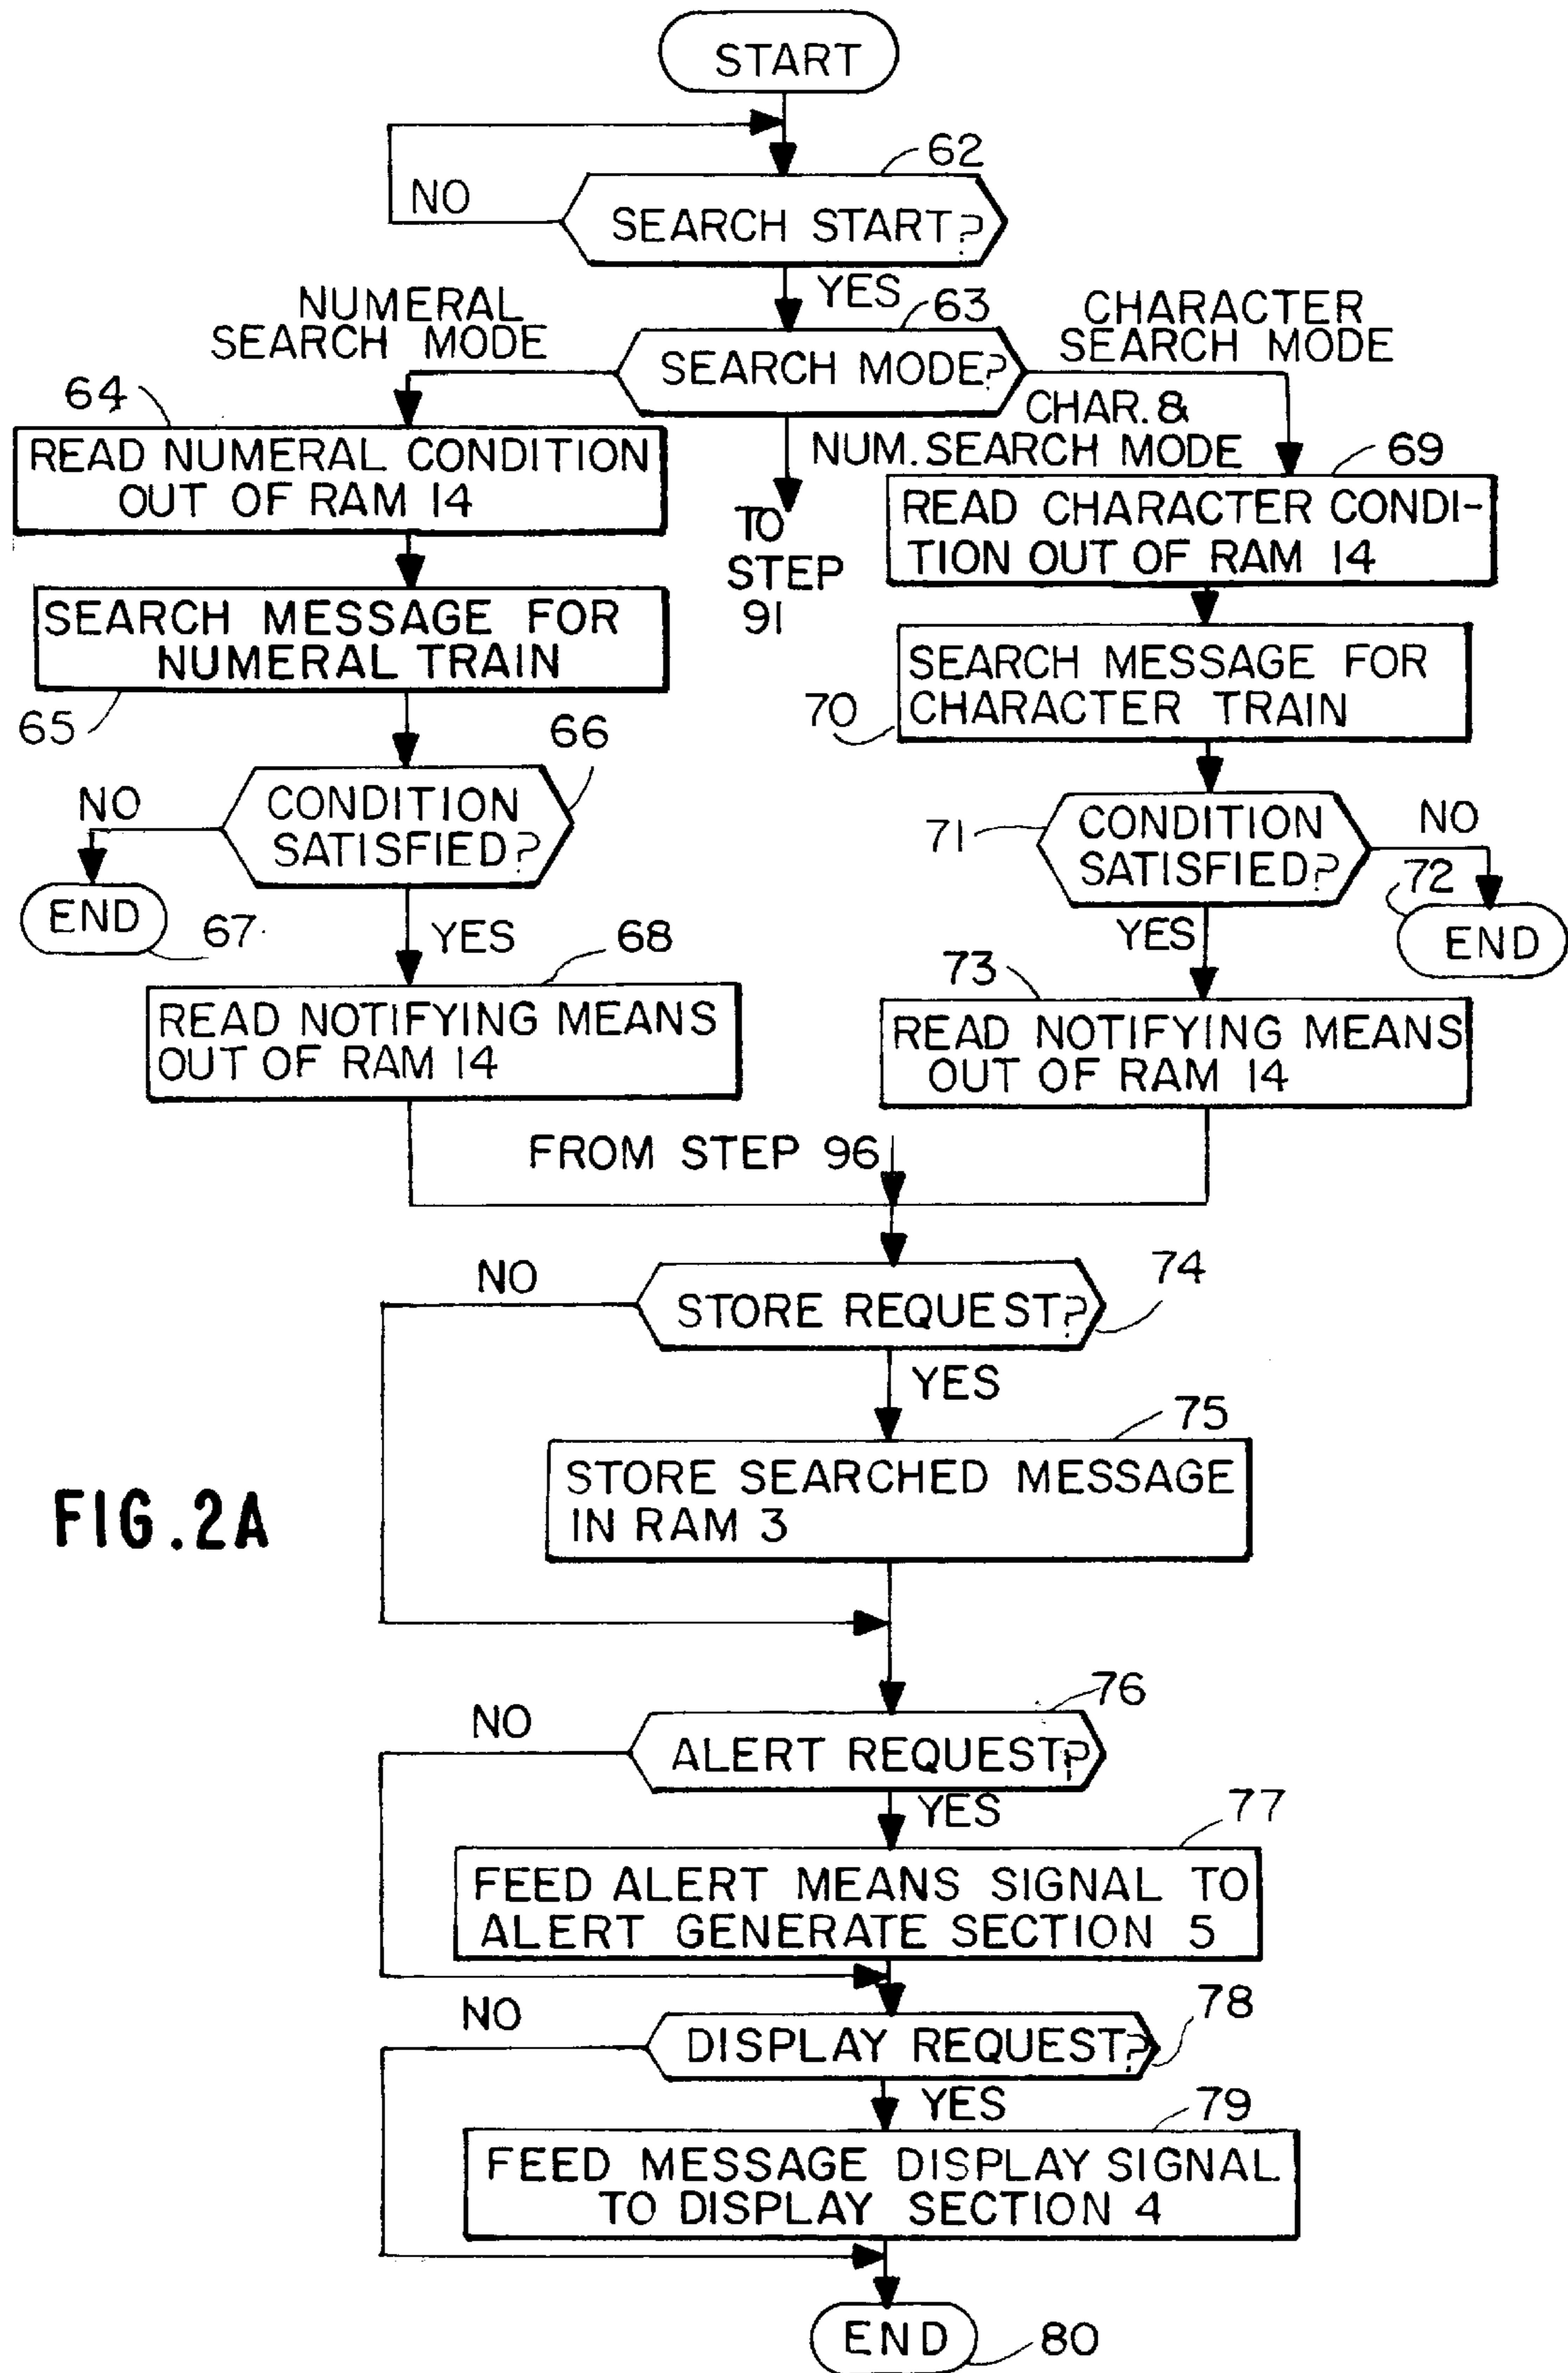 START
62
NO
SEARCH START?
YES
63
NUMERAL
SEARCH MODE
CHARACTER
SEARCH MODE
SEARCH MODE?
64
CHAR. &
NUM. SEARCH MODE
69
READ NUMERAL CONDITION
OUT OF RAM 14
TO
STEP
91
READ CHARACTER CONDI-
TION OUT OF RAM 14
SEARCH MESSAGE FOR
NUMERAL TRAIN
65
SEARCH MESSAGE FOR
CHARACTER TRAIN
70
66
NO
CONDITION
SATISFIED?
71
CONDITION
SATISFIED?
NO
END
67
YES
72
END
YES
68
73
READ NOTIFYING MEANS
OUT OF RAM 14
READ NOTIFYING MEANS
OUT OF RAM 14
FROM STEP 96
NO
74
STORE REQUEST?
YES
75
STORE SEARCHED MESSAGE
IN RAM 3
FIG.2A
76
NO
ALERT REQUEST?
YES
77
FEED ALERT MEANS SIGNAL TO
ALERT GENERATE SECTION 5
78
NO
DISPLAY REQUEST?
YES
79
FEED MESSAGE DISPLAY SIGNAL
TO DISPLAY SECTION 4
END
80